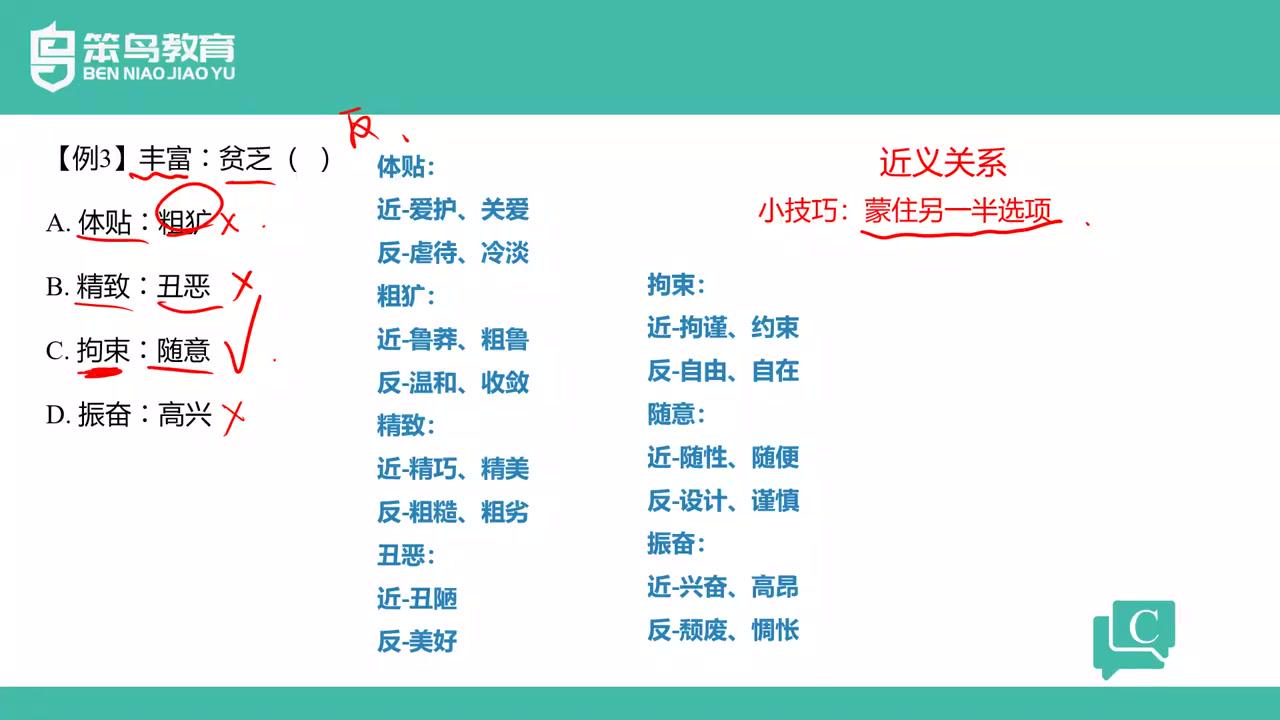 笨鸟教育
BEN NIAO JIAO YU
反、
【例3】丰富：贫乏（ ）
A. 体贴：粗犷
B. 精致：丑恶
C. 拘束：随意
D. 振奋：高兴
体贴：
近-爱护、关爱
反-虐待、冷淡
粗犷：
近-鲁莽、粗鲁
反-温和、收敛
精致：
近-精巧、精美
反-粗糙、粗劣
丑恶：
近-丑陋
反-美好
近义关系
小技巧：蒙住另一半选项
拘束：
近-拘谨、约束
反-自由、自在
随意：
近-随性、随便
反-设计、谨慎
振奋：
近-兴奋、高昂
反-颓废、惆怅
C